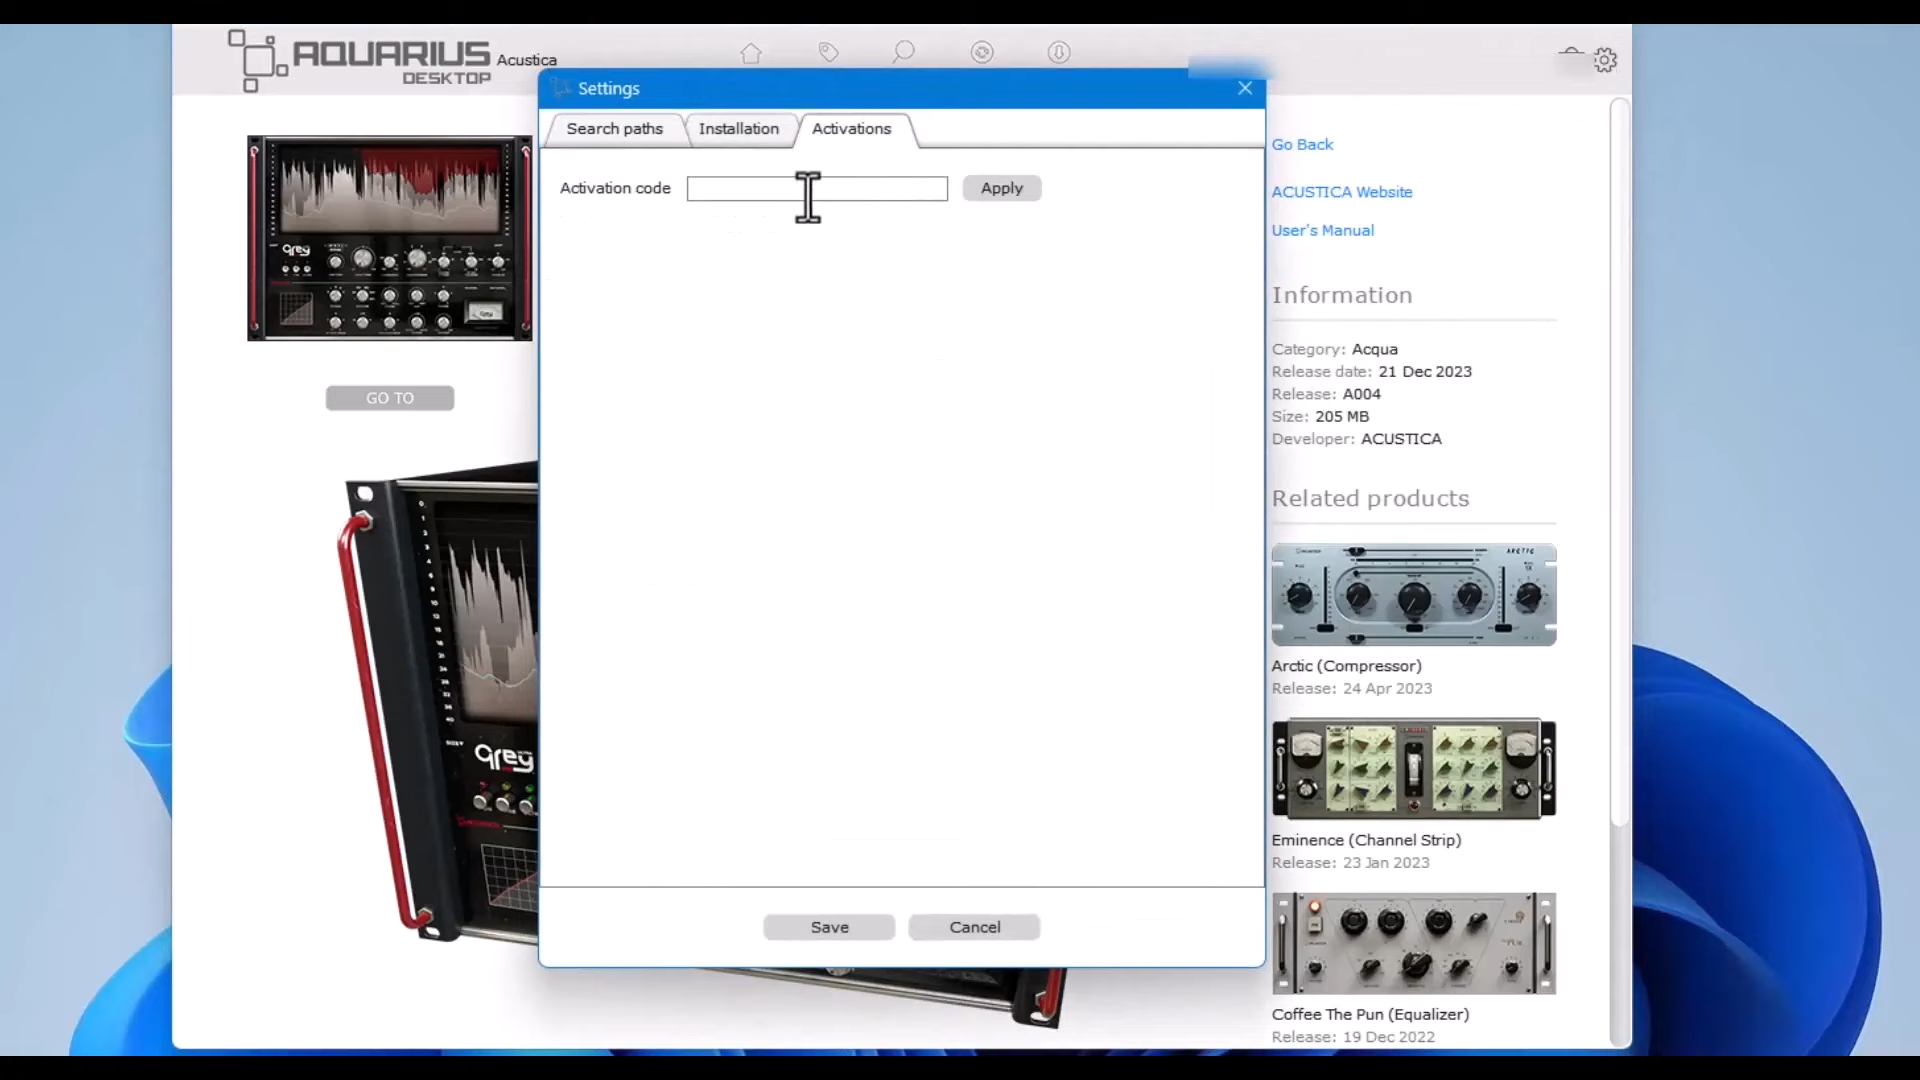 AQUARIUS
DESKTOP
Acustica
Settings
Search paths
Installation
Activations
Activation code
Apply
Save
Cancel
GO TO
grey
grey
Go Back
ACUSTICA Website
User's Manual
Information
Category: Acqua
Release date: 21 Dec 2023
Release: A004
Size: 205 MB
Developer: ACUSTICA
Related products
ARCTIC
Arctic (Compressor)
Release: 24 Apr 2023
Eminence (Channel Strip)
Release: 23 Jan 2023
Coffee The Pun (Equalizer)
Release: 19 Dec 2022